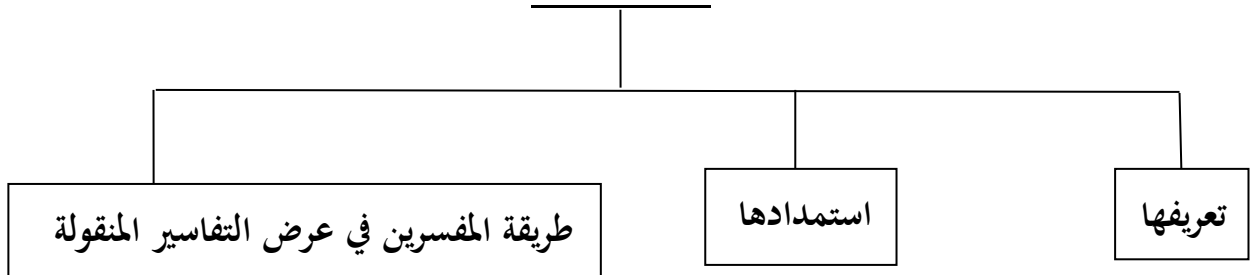 تعريفها
استمدادها
طريقة المفسرين في عرض التفاسير المنقولة